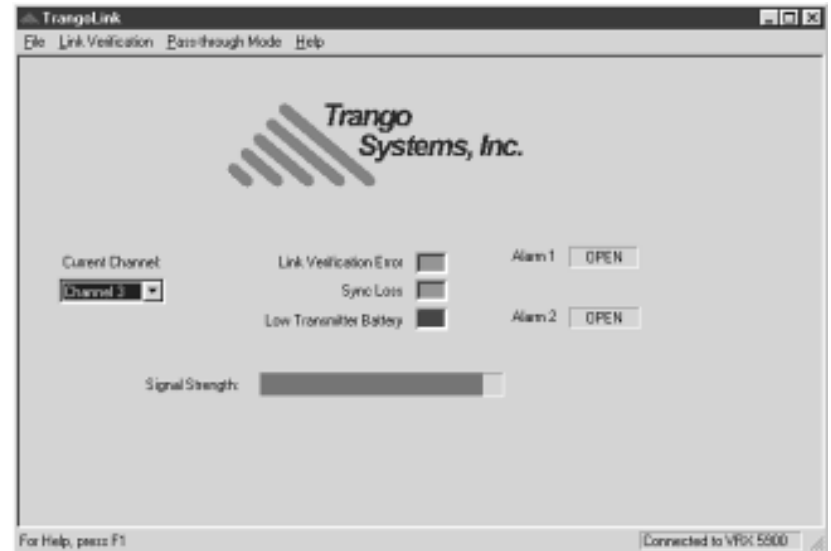 TrangoLink
File Link Verification Pass-through Mode Help
Trango
Systems, Inc.
Current Channel:
Channel 3
Link Verification Error
Sync Loss
Low Transmitter Battery
Alarm 1 OPEN
Alarm 2 OPEN
Signal Strength:
For Help, press F1
Connected to VRX 5900